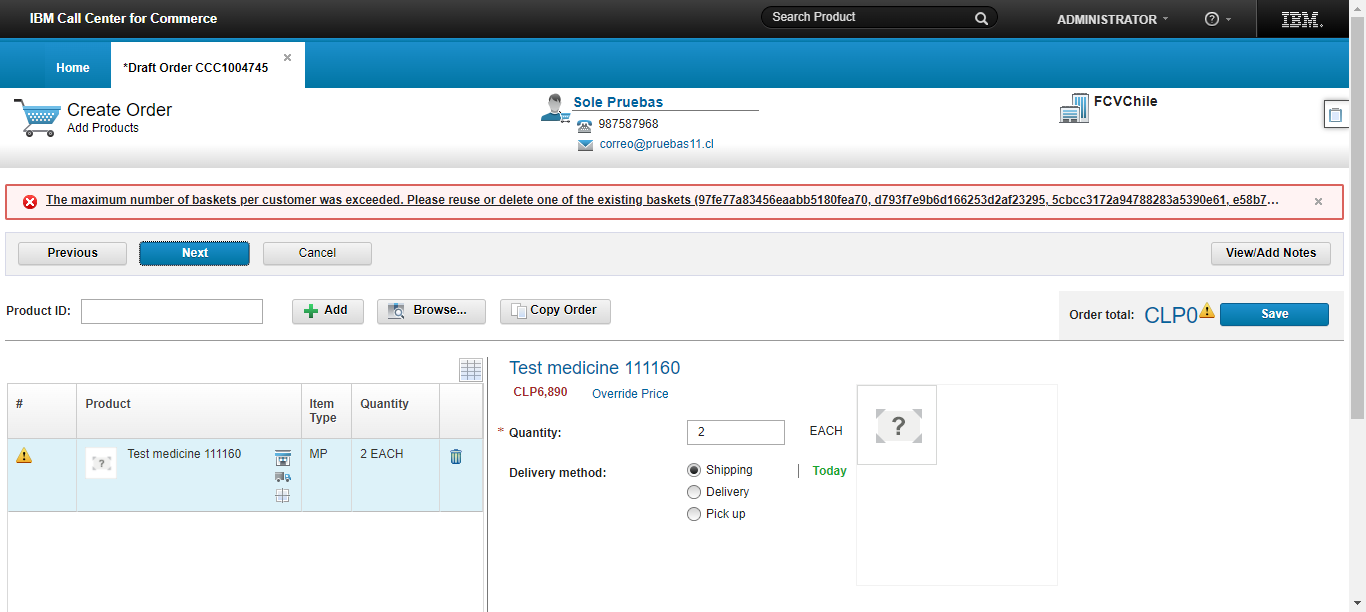 IBM Call Center for Commerce
Search Product
ADMINISTRATOR
?
IBM.
Home
*Draft Order CCC1004745
Create Order
Add Products
Sole Pruebas
987587968
correo@pruebas11.cl
FCVChile
The maximum number of baskets per customer was exceeded. Please reuse or delete one of the existing baskets (97fe77a83456eaabb5180fea70, d793f7e9b6d166253d2af23295, 5cbcc3172a94788283a5390e61, e58b7...
Previous
Next
Cancel
View/Add Notes
Product ID:
Add
Browse...
Copy Order
Order total: CLP0
Save
# Product Item Type Quantity
Test medicine 111160 MP 2 EACH
Test medicine 111160
CLP6,890 Override Price
* Quantity: 2 EACH
Delivery method: Shipping | Today
Delivery
Pick up
?